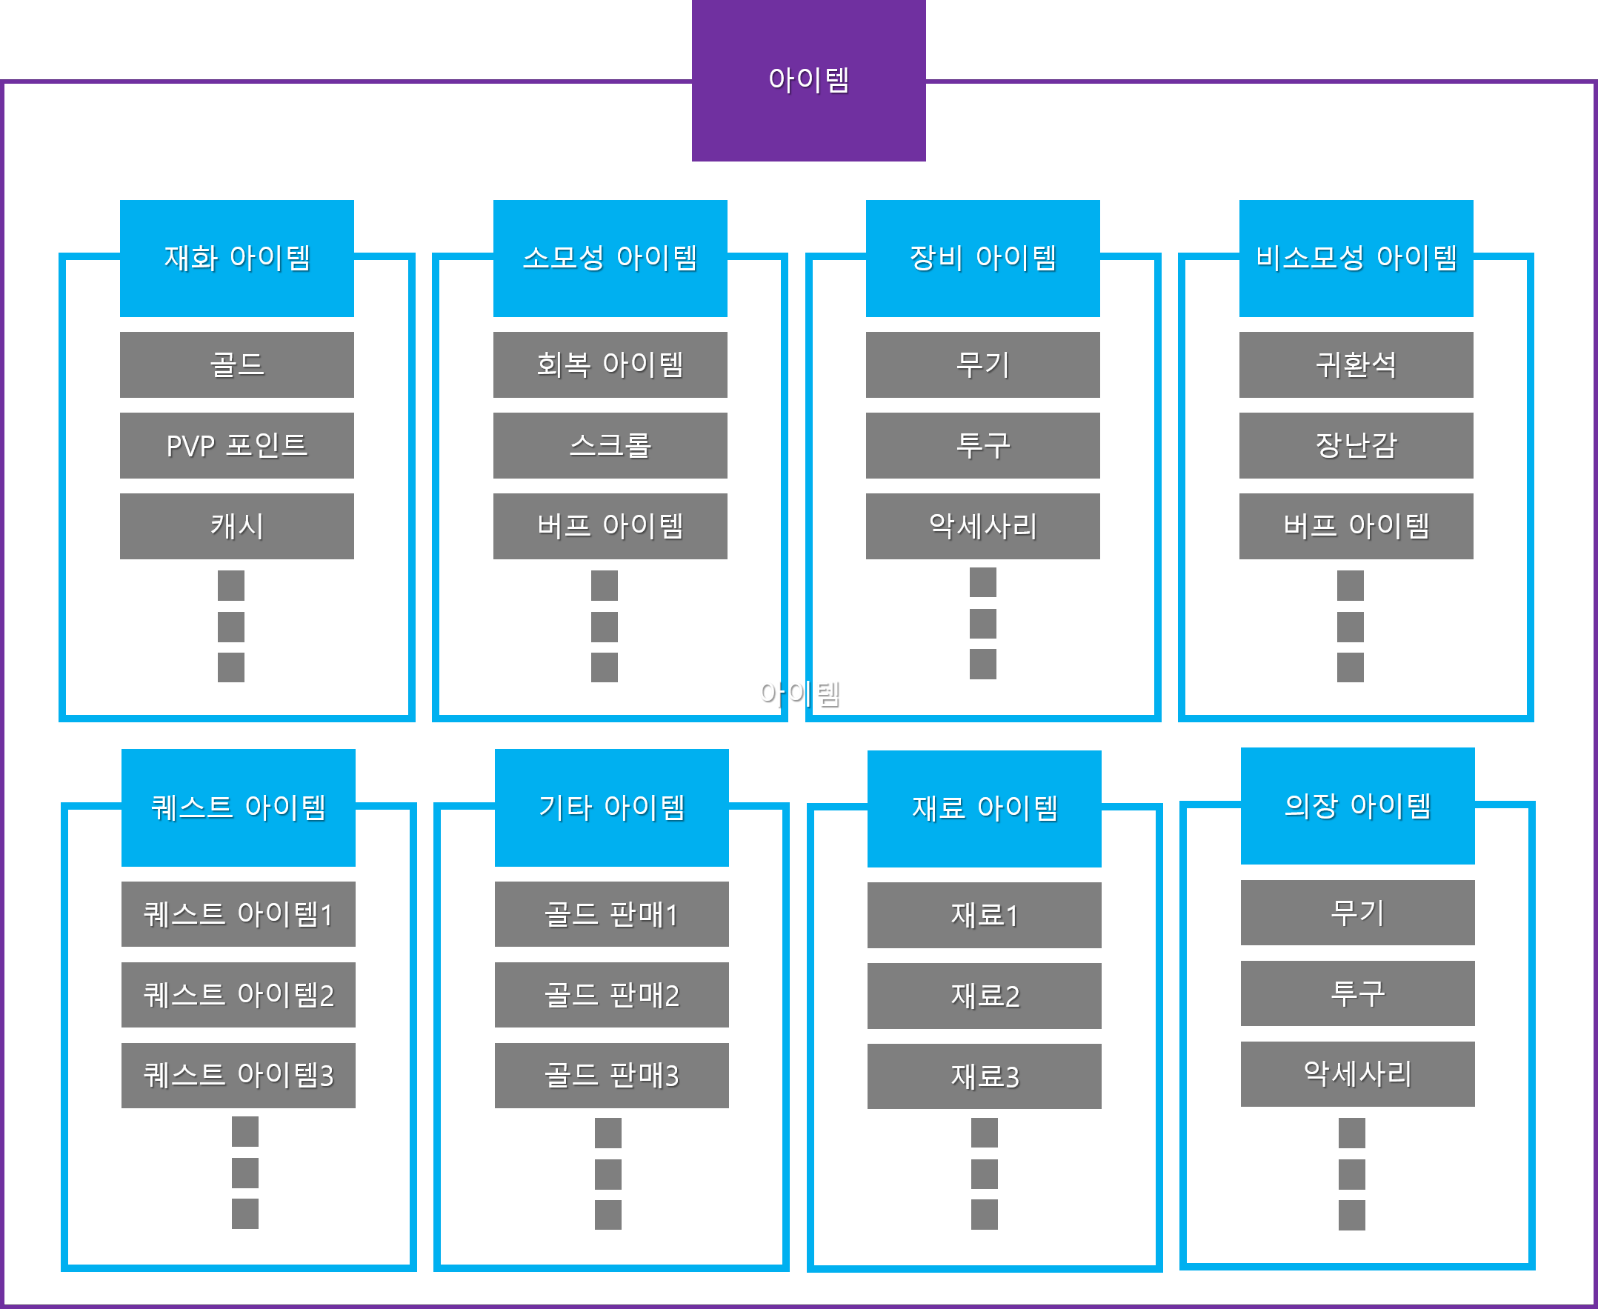 아이템
재화 아이템
골드
PVP 포인트
캐시
소모성 아이템
회복 아이템
스크롤
버프 아이템
장비 아이템
무기
투구
악세사리
비소모성 아이템
귀환석
장난감
버프 아이템
아이템
퀘스트 아이템
퀘스트 아이템1
퀘스트 아이템2
퀘스트 아이템3
기타 아이템
골드 판매1
골드 판매2
골드 판매3
재료 아이템
재료1
재료2
재료3
의장 아이템
무기
투구
악세사리